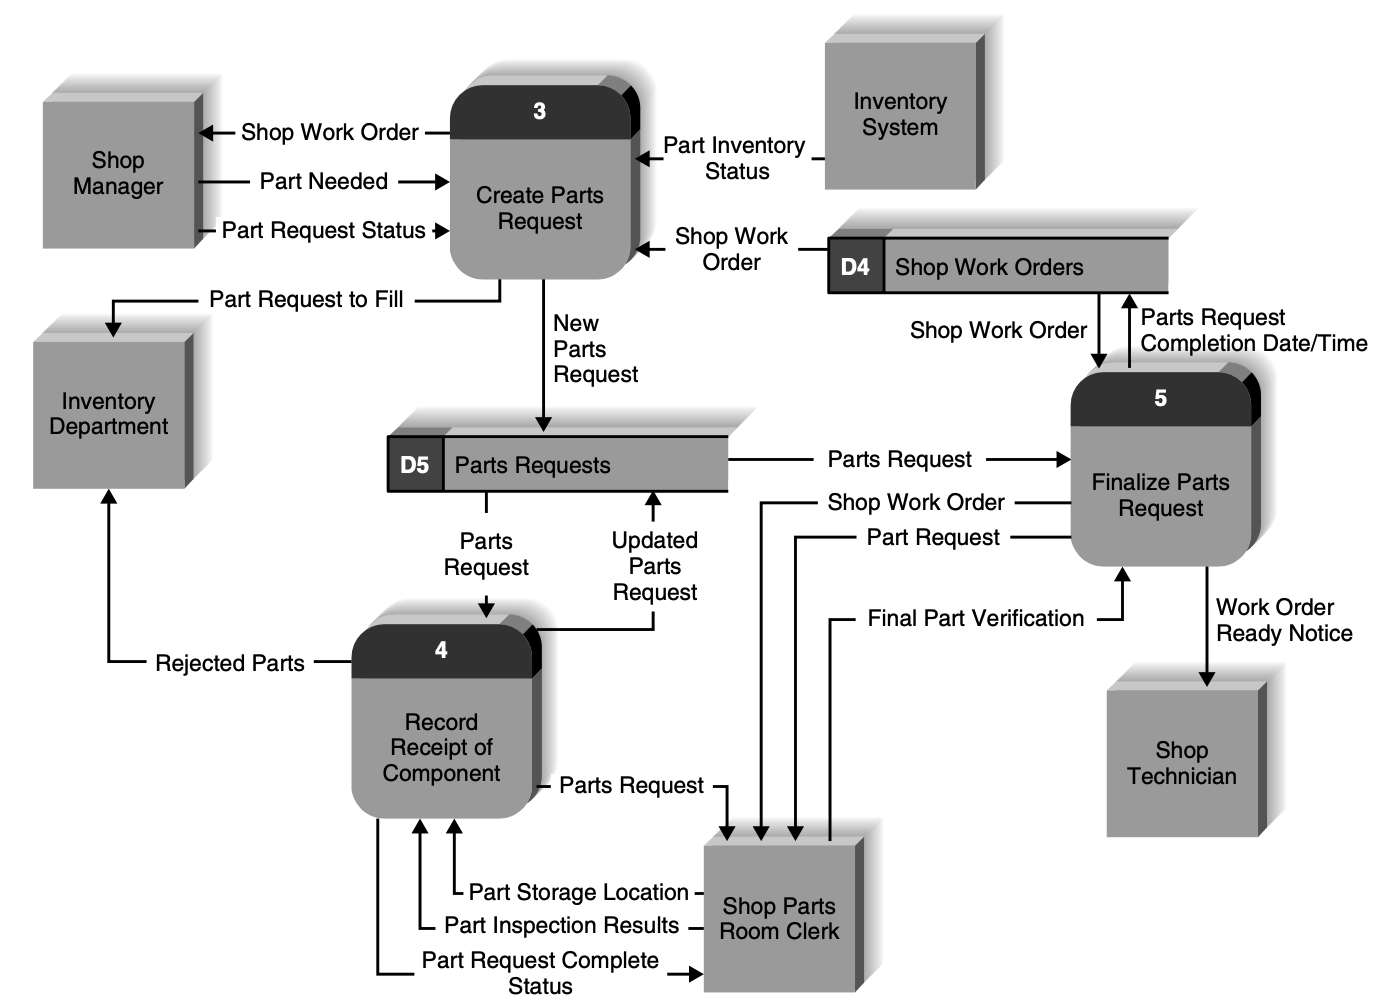 3
Inventory
System
Shop Work Order
Part Inventory
Status
Shop
Manager
Part Needed
Create Parts
Request
Part Request Status
Shop Work
Order
D4
Shop Work Orders
Part Request to Fill
New
Parts
Request
Shop Work Order
Parts Request
Completion Date/Time
Inventory
Department
5
D5
Parts Requests
Parts Request
Finalize Parts
Request
Shop Work Order
Part Request
Parts
Request
Updated
Parts
Request
Final Part Verification
Work Order
Ready Notice
4
Rejected Parts
Record
Receipt of
Component
Shop
Technician
Parts Request
Part Storage Location
Part Inspection Results
Shop Parts
Room Clerk
Part Request Complete
Status